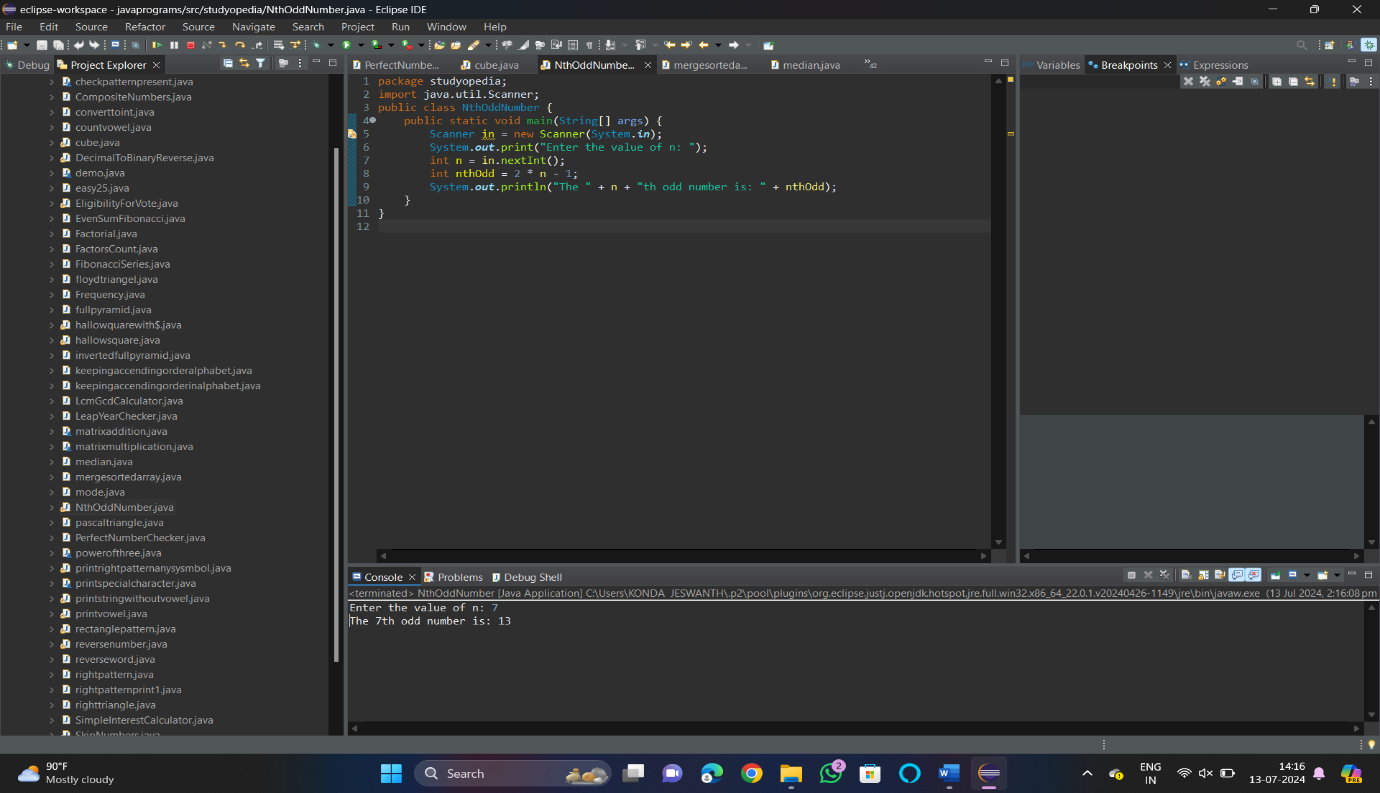 eclipse-workspace - javaprograms/src/studyopedia/NthOddNumber.java - Eclipse IDE
File Edit Source Refactor Source Navigate Search Project Run Window Help
Debug Project Explorer
checkpatternpresent.java
CompositeNumbers.java
converttoint.java
countvowel.java
cube.java
DecimalToBinaryReverse.java
demo.java
easy25.java
EligibilityForVote.java
EvenSumFibonacci.java
Factorial.java
FactorsCount.java
FibonacciSeries.java
floydtriangel.java
Frequency.java
fullpyramid.java
hallowquarewith$.java
hallowsquare.java
invertedfullpyramid.java
keepingaccendingorderalphabet.java
keepingaccendingorderinalphabet.java
LcmGcdCalculator.java
LeapYearChecker.java
matrixaddition.java
matrixmultiplication.java
median.java
mergesortedarray.java
mode.java
NthOddNumber.java
pascaltriangle.java
PerfectNumberChecker.java
powerofthree.java
printrightpatternanysysmbol.java
printspecialcharacter.java
printstringwithoutvowel.java
printvowel.java
rectanglepattern.java
reversenumber.java
reverseword.java
rightpattern.java
rightpatternprint1.java
righttriangle.java
SimpleInterestCalculator.java
SkipNumbers.java
PerfectNumbe... cube.java NthOddNumbe... mergesorteda... median.java »42
1 package studyopedia;
2 import java.util.Scanner;
3 public class NthOddNumber {
4 public static void main(String[] args) {
5 Scanner in = new Scanner(System.in);
6 System.out.print("Enter the value of n: ");
7 int n = in.nextInt();
8 int nthOdd = 2 * n - 1;
9 System.out.println("The " + n + "th odd number is: " + nthOdd);
10 }
11 }
12
Variables Breakpoints Expressions
Console Problems Debug Shell
<terminated> NthOddNumber [Java Application] C:\Users\KONDA JESWANTH\.p2\pool\plugins\org.eclipse.justj.openjdk.hotspot.jre.full.win32.x86_64_22.0.1.v20240426-1149\jre\bin\javaw.exe (13 Jul 2024, 2:16:08 pm
Enter the value of n: 7
The 7th odd number is: 13
90°F
Mostly cloudy
Search
2
ENG
IN
14:16
13-07-2024
PRE